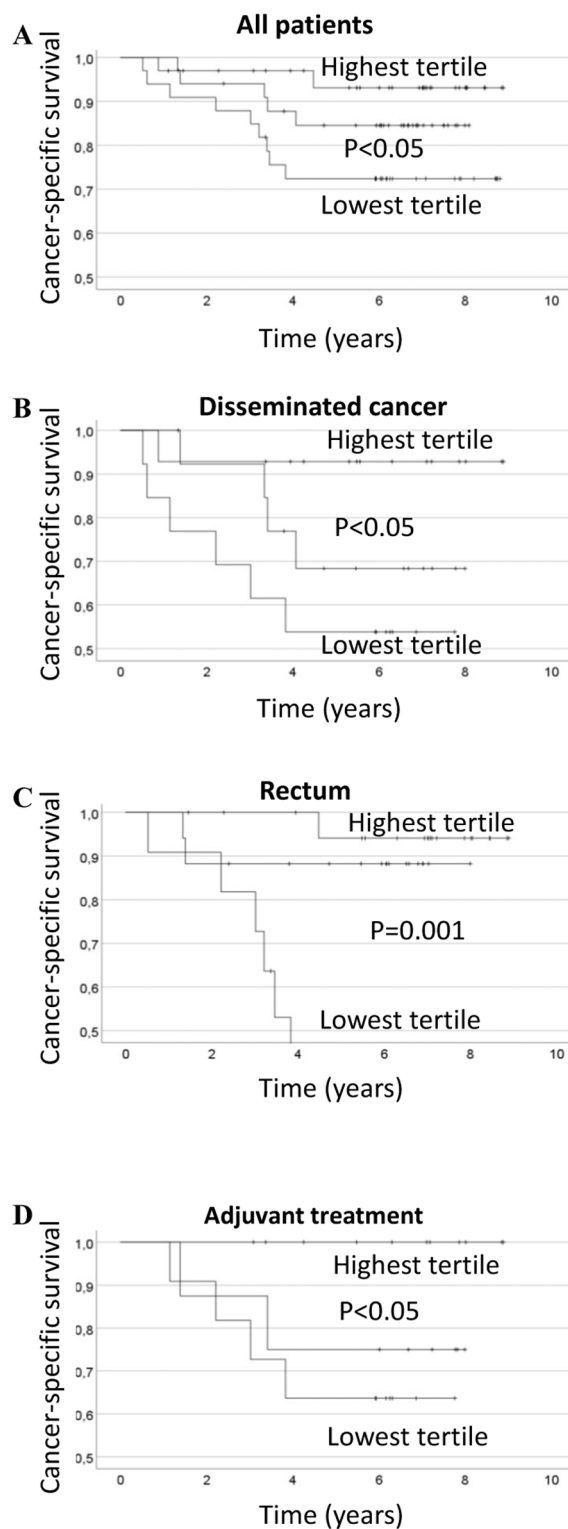 A
All patients
Cancer-specific survival
1,0
0,9
0,8
0,7
0,6
0,5
Highest tertile
P<0.05
Lowest tertile
0 2 4 6 8 10
Time (years)
B
Disseminated cancer
Cancer-specific survival
1,0
0,9
0,8
0,7
0,6
0,5
Highest tertile
P<0.05
Lowest tertile
0 2 4 6 8 10
Time (years)
C
Rectum
Cancer-specific survival
1,0
0,9
0,8
0,7
0,6
0,5
Highest tertile
P=0.001
Lowest tertile
0 2 4 6 8 10
Time (years)
D
Adjuvant treatment
Cancer-specific survival
1,0
0,9
0,8
0,7
0,6
0,5
Highest tertile
P<0.05
Lowest tertile
0 2 4 6 8 10
Time (years)